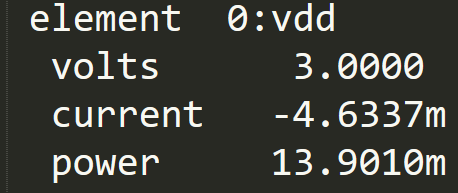 element 0:vdd
volts 3.0000
current -4.6337m
power 13.9010m